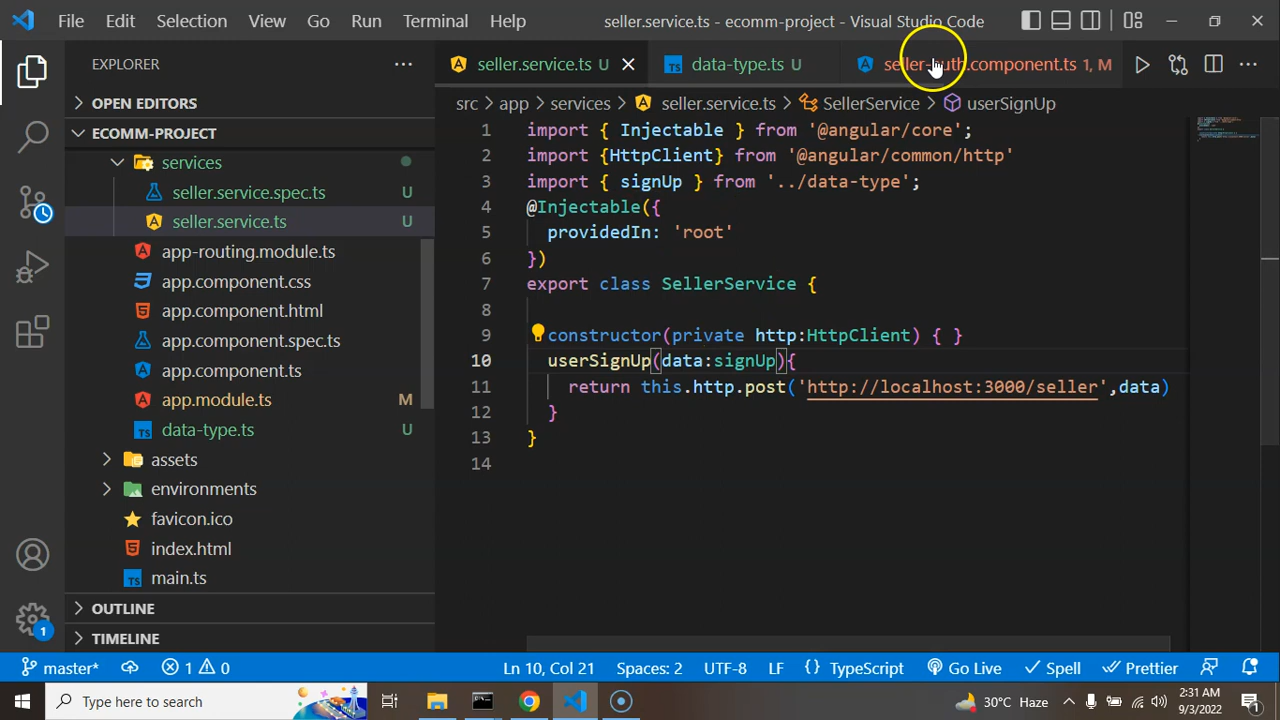 File Edit Selection View Go Run Terminal Help seller.service.ts - ecomm-project - Visual Studio Code
EXPLORER
seller.service.ts U
data-type.ts U
seller-auth.component.ts 1, M
OPEN EDITORS
src > app > services > seller.service.ts > SellerService > userSignUp
ECOMM-PROJECT
services
seller.service.spec.ts U
seller.service.ts U
app-routing.module.ts
app.component.css
app.component.html
app.component.spec.ts
app.component.ts
app.module.ts M
data-type.ts U
assets
environments
favicon.ico
index.html
main.ts
OUTLINE
TIMELINE
1 import { Injectable } from '@angular/core';
2 import {HttpClient} from '@angular/common/http'
3 import { signUp } from '../data-type';
4 @Injectable({
5 providedIn: 'root'
6 })
7 export class SellerService {
8
9 constructor(private http:HttpClient) { }
10 userSignUp(data:signUp){
11 return this.http.post('http://localhost:3000/seller',data)
12 }
13 }
14
1
master* 1 0 Ln 10, Col 21 Spaces: 2 UTF-8 LF {} TypeScript Go Live Spell Prettier
Type here to search
30°C Haze
2:31 AM
9/3/2022
1